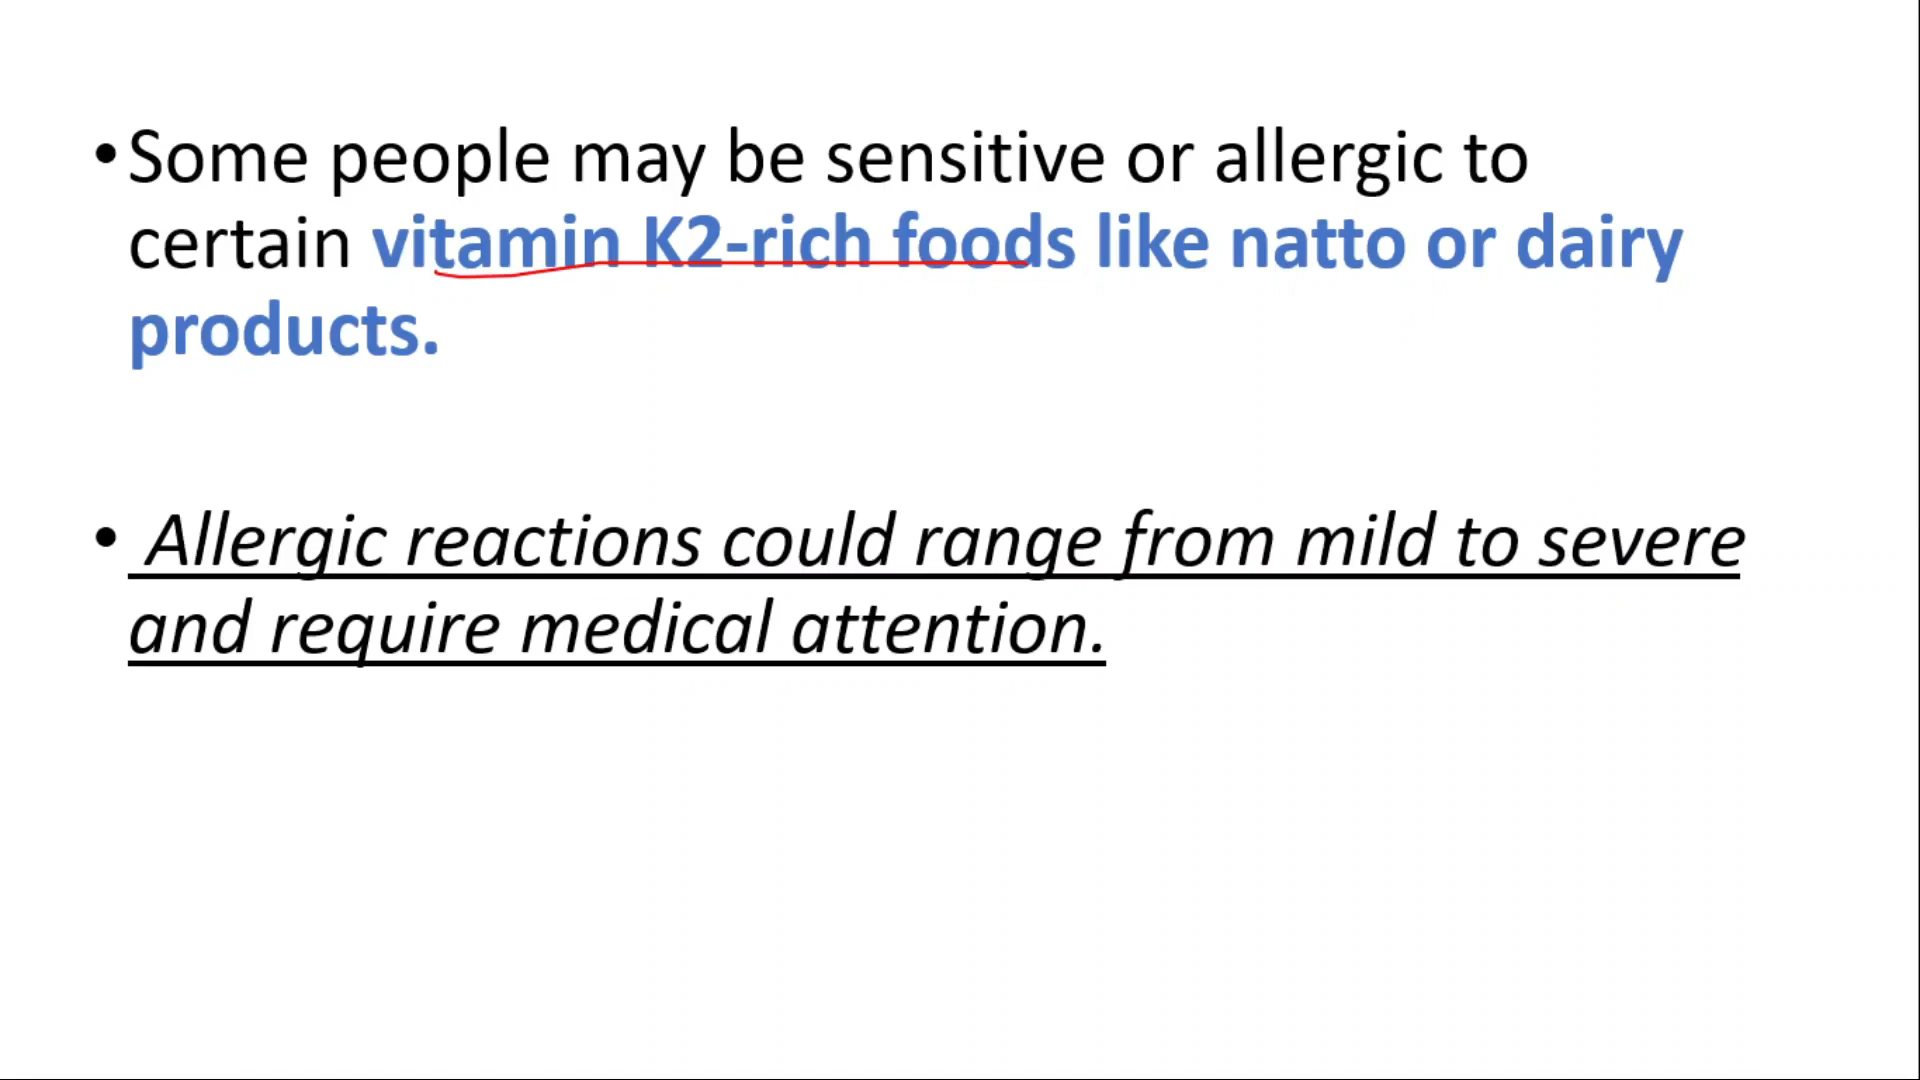 •Some people may be sensitive or allergic to
certain vitamin K2-rich foods like natto or dairy
products.
• Allergic reactions could range from mild to severe
and require medical attention.